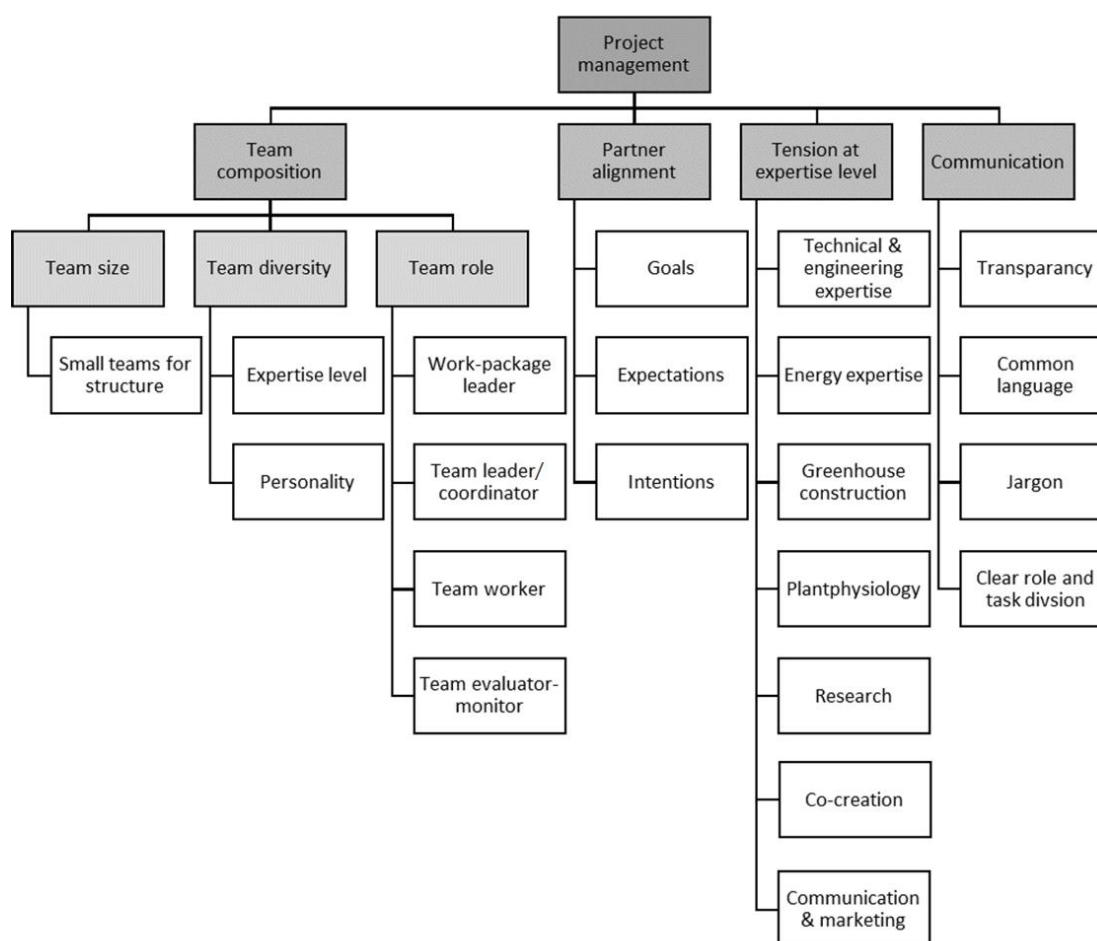 Project
management
Team
composition
Partner
alignment
Tension at
expertise level
Communication
Team size
Team diversity
Team role
Small teams for
structure
Expertise level
Personality
Work-package
leader
Team leader/
coordinator
Team worker
Team evaluator-
monitor
Goals
Expectations
Intentions
Technical &
engineering
expertise
Energy expertise
Greenhouse
construction
Plantphysiology
Research
Co-creation
Communication
& marketing
Transparancy
Common
language
Jargon
Clear role and
task divsion